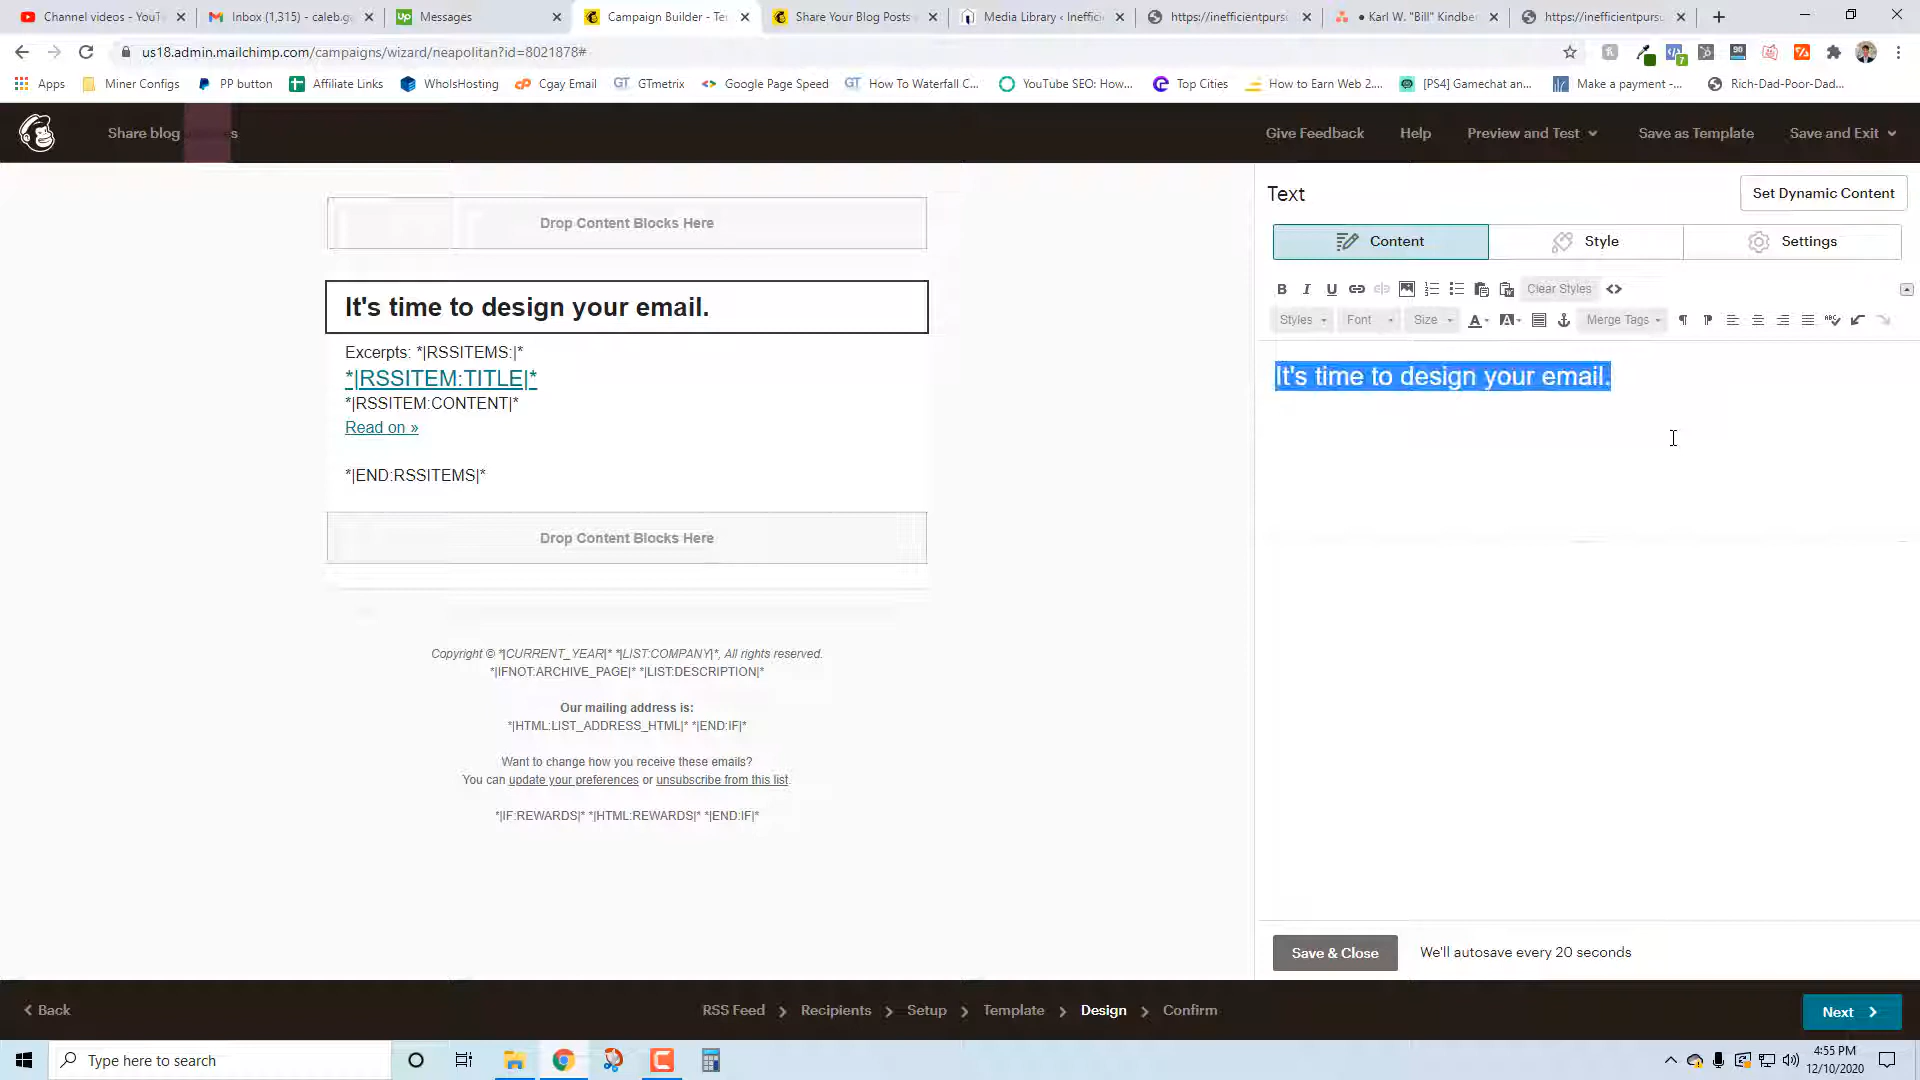 Channel videos - YouT
Inbox (1,315) - caleb.g
Messages
Campaign Builder - Te
Share Your Blog Posts
Media Library ‹ Ineffici
https://inefficientpurs
● Karl W. "Bill" Kindbe
https://inefficientpurs
us18.admin.mailchimp.com/campaigns/wizard/neapolitan?id=8021878#
Apps
Miner Configs
PP button
Affiliate Links
WhoIsHosting
Cgay Email
GTmetrix
Google Page Speed
How To Waterfall C...
YouTube SEO: How...
Top Cities
How to Earn Web 2....
[PS4] Gamechat an...
Make a payment -...
Rich-Dad-Poor-Dad...
Share blog
Give Feedback
Help
Preview and Test
Save as Template
Save and Exit
Drop Content Blocks Here
It's time to design your email.
Excerpts: *|RSSITEMS:|*
*|RSSITEM:TITLE|*
*|RSSITEM:CONTENT|*
Read on »
*|END:RSSITEMS|*
Drop Content Blocks Here
Copyright © *|CURRENT_YEAR|* *|LIST:COMPANY|*, All rights reserved.
*|IFNOT:ARCHIVE_PAGE|* *|LIST:DESCRIPTION|*
Our mailing address is:
*|HTML:LIST_ADDRESS_HTML|* *|END:IF|*
Want to change how you receive these emails?
You can update your preferences or unsubscribe from this list.
*|IF:REWARDS|* *|HTML:REWARDS|* *|END:IF|*
Text
Set Dynamic Content
Content
Style
Settings
B I U
Clear Styles
Styles
Font
Size
Merge Tags
It's time to design your email.
Save & Close
We'll autosave every 20 seconds
Back
RSS Feed
Recipients
Setup
Template
Design
Confirm
Next
Type here to search
4:55 PM
12/10/2020